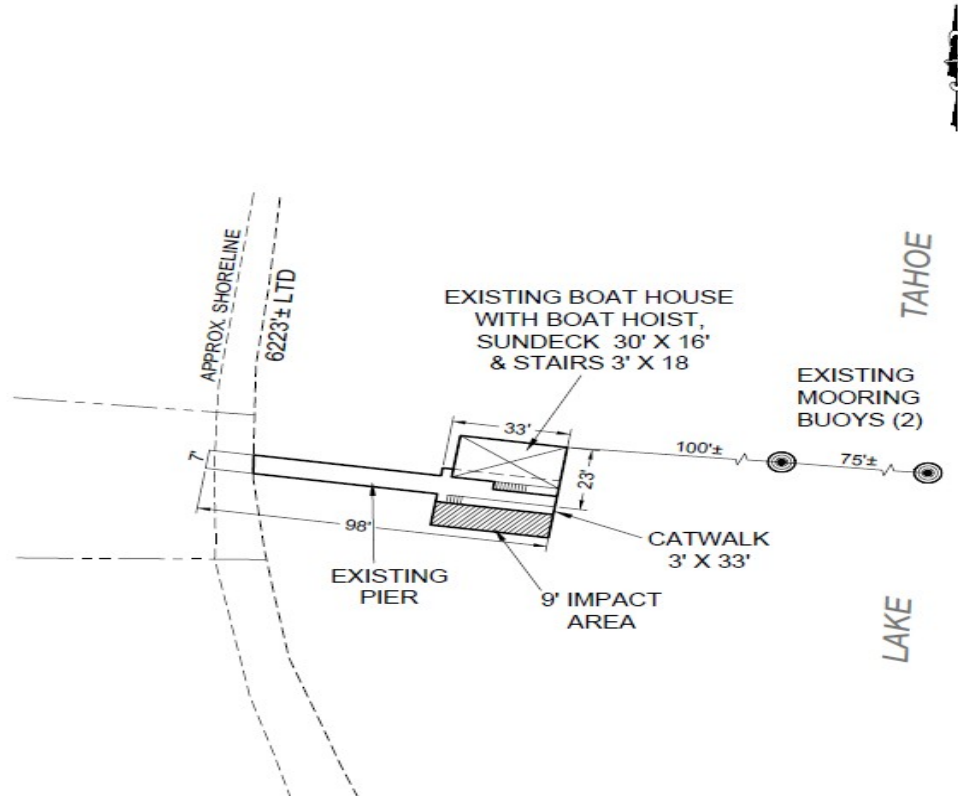 TAHOE
APPROX. SHORELINE
6223'± LTD
EXISTING BOAT HOUSE
WITH BOAT HOIST,
SUNDECK 30' X 16'
& STAIRS 3' X 18
EXISTING
MOORING
BUOYS (2)
33'
100'±
75'±
7'
23'
98'
CATWALK
3' X 33'
EXISTING
PIER
9' IMPACT
AREA
LAKE